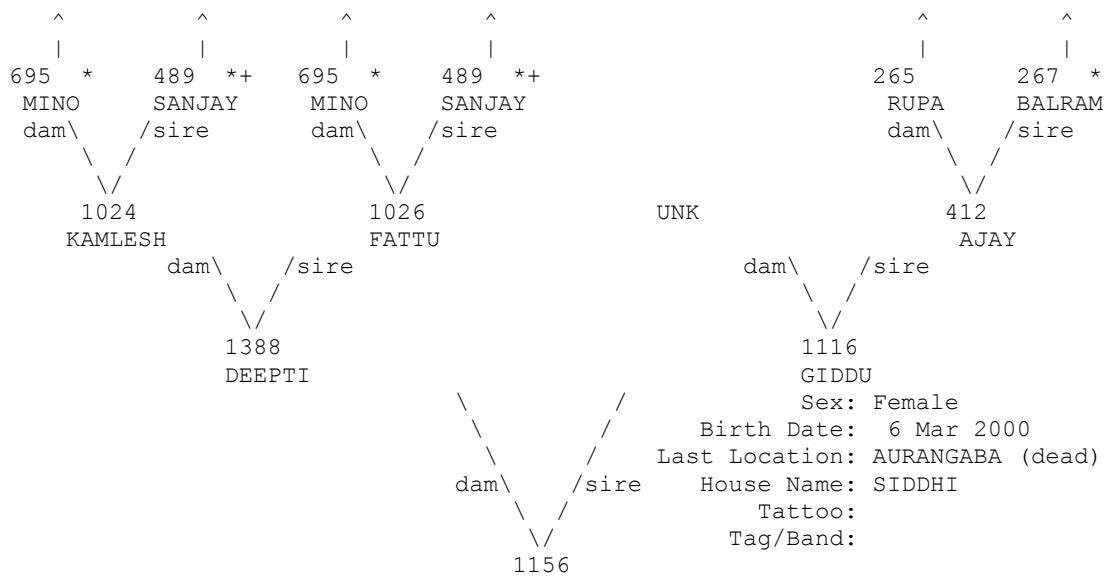 ^ ^ ^ ^ ^ ^
| | | | | |
695 * 489 *+ 695 * 489 *+ 265 267 *
MINO SANJAY MINO SANJAY RUPA BALRAM
dam\ /sire dam\ /sire dam\ /sire
\ / \ / \ /
\/ \/ \/
1024 1026 UNK 412
KAMLESH FATTU AJAY
dam\ /sire dam\ /sire
\ / \ /
\/ \/
1388 1116
DEEPTI GIDDU
\ / Sex: Female
\ / Birth Date: 6 Mar 2000
\ / Last Location: AURANGABA (dead)
dam\ /sire House Name: SIDDHI
\ / Tattoo:
\/ Tag/Band:
1156